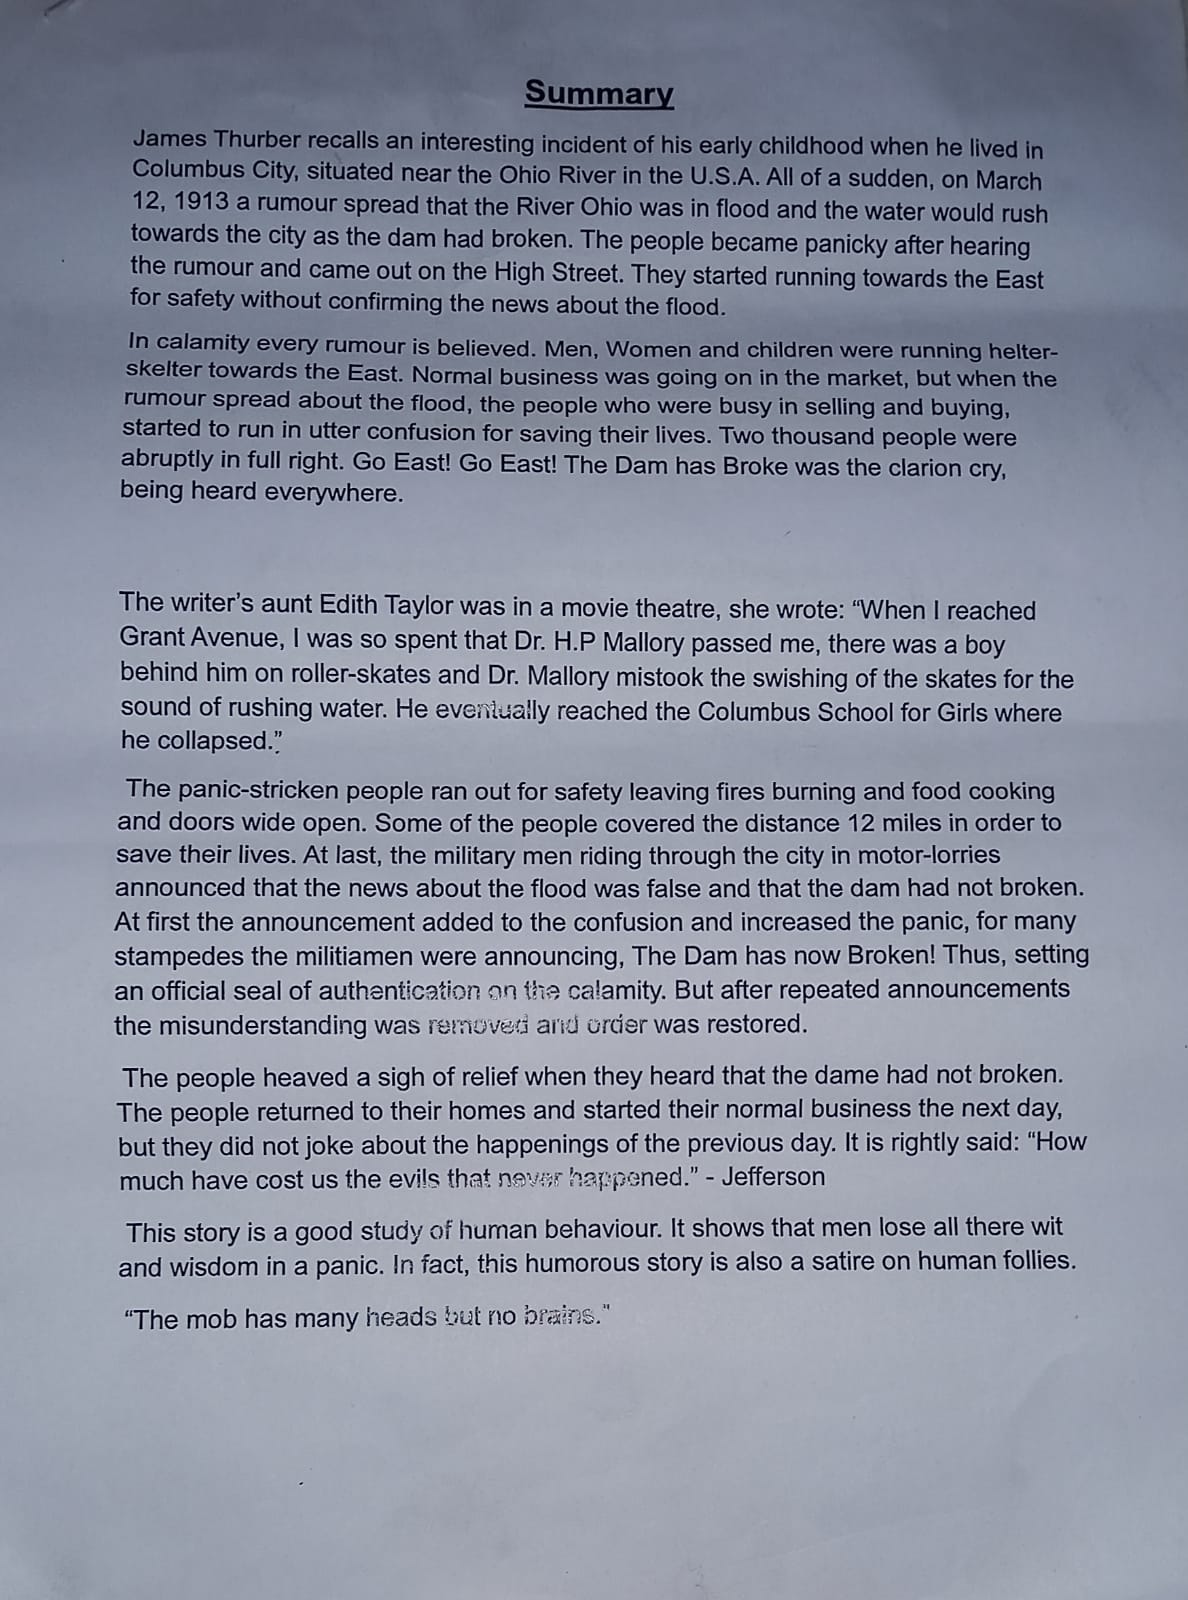 Summary
James Thurber recalls an interesting incident of his early childhood when he lived in
Columbus City, situated near the Ohio River in the U.S.A. All of a sudden, on March
12, 1913 a rumour spread that the River Ohio was in flood and the water would rush
towards the city as the dam had broken. The people became panicky after hearing
the rumour and came out on the High Street. They started running towards the East
for safety without confirming the news about the flood.
In calamity every rumour is believed. Men, Women and children were running helter-
skelter towards the East. Normal business was going on in the market, but when the
rumour spread about the flood, the people who were busy in selling and buying,
started to run in utter confusion for saving their lives. Two thousand people were
abruptly in full right. Go East! Go East! The Dam has Broke was the clarion cry,
being heard everywhere.
The writer's aunt Edith Taylor was in a movie theatre, she wrote: “When I reached
Grant Avenue, I was so spent that Dr. H.P Mallory passed me, there was a boy
behind him on roller-skates and Dr. Mallory mistook the swishing of the skates for the
sound of rushing water. He eventually reached the Columbus School for Girls where
he collapsed.”
The panic-stricken people ran out for safety leaving fires burning and food cooking
and doors wide open. Some of the people covered the distance 12 miles in order to
save their lives. At last, the military men riding through the city in motor-lorries
announced that the news about the flood was false and that the dam had not broken.
At first the announcement added to the confusion and increased the panic, for many
stampedes the militiamen were announcing, The Dam has now Broken! Thus, setting
an official seal of authentication on the calamity. But after repeated announcements
the misunderstanding was removed and order was restored.
The people heaved a sigh of relief when they heard that the dame had not broken.
The people returned to their homes and started their normal business the next day,
but they did not joke about the happenings of the previous day. It is rightly said: “How
much have cost us the evils that never happened.” - Jefferson
This story is a good study of human behaviour. It shows that men lose all there wit
and wisdom in a panic. In fact, this humorous story is also a satire on human follies.
“The mob has many heads but no brains."